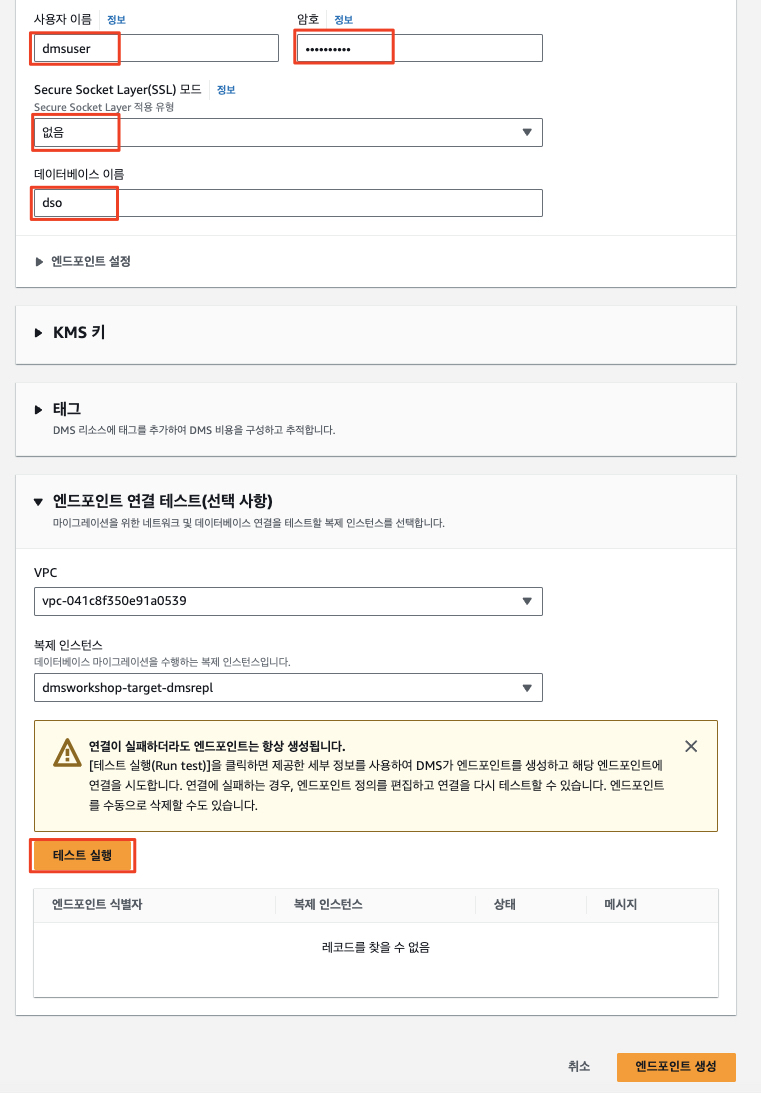 사용자 이름 정보
암호 정보
dmsuser
••••••••••
Secure Socket Layer(SSL) 모드 정보
Secure Socket Layer 적용 유형
없음
데이터베이스 이름
dso
엔드포인트 설정
KMS 키
태그
DMS 리소스에 태그를 추가하여 DMS 비용을 구성하고 추적합니다.
엔드포인트 연결 테스트(선택 사항)
마이그레이션을 위한 네트워크 및 데이터베이스 연결을 테스트할 복제 인스턴스를 선택합니다.
VPC
vpc-041c8f350e91a0539
복제 인스턴스
데이터베이스 마이그레이션을 수행하는 복제 인스턴스입니다.
dmsworkshop-target-dmsrepl
연결이 실패하더라도 엔드포인트는 항상 생성됩니다.
[테스트 실행(Run test)]을 클릭하면 제공한 세부 정보를 사용하여 DMS가 엔드포인트를 생성하고 해당 엔드포인트에
연결을 시도합니다. 연결에 실패하는 경우, 엔드포인트 정의를 편집하고 연결을 다시 테스트할 수 있습니다. 엔드포인트
를 수동으로 삭제할 수도 있습니다.
테스트 실행
엔드포인트 식별자 복제 인스턴스 상태 메시지
레코드를 찾을 수 없음
취소 엔드포인트 생성